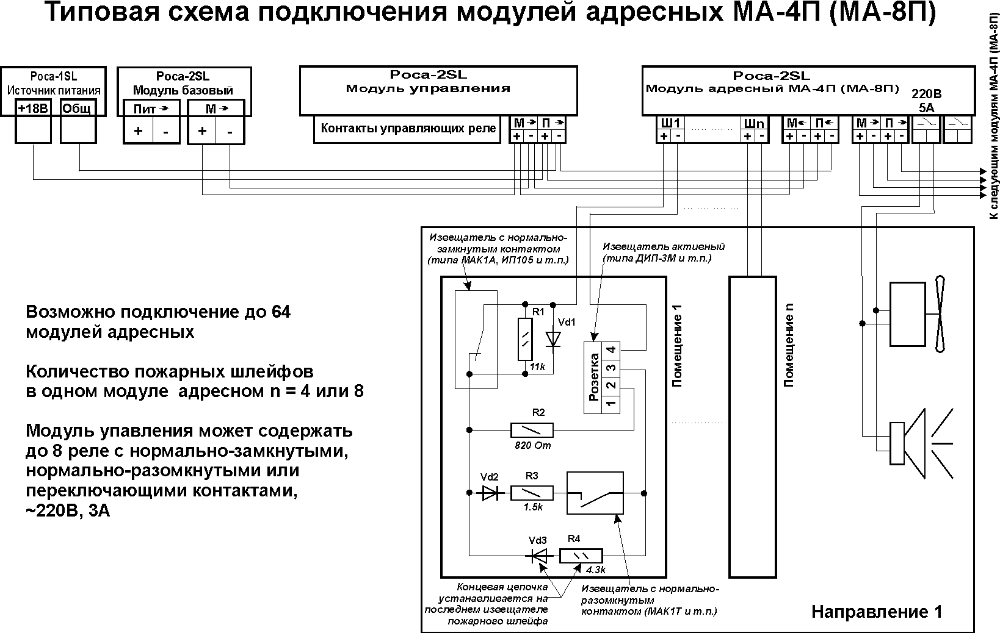 Типовая схема подключения модулей адресных МА-4П (МА-8П)
К следующим модулям МА-4П (МА-8П)
Роса-1SL
Источник питания
+18В Общ
Роса-2SL
Модуль базовый
Пит М
+ - + -
Роса-2SL
Модуль управления
Контакты управляющих реле
М П
+ - + -
Роса-2SL
Модуль адресный МА-4П (МА-8П)
220В
5А
Ш1 Шn М П М П
+ - + - + - + - + - + -
Извещатель с нормально-
замкнутым контактом
(типа МАК1А, ИП105 и т.п.)
Извещатель активный
(типа ДИП-3М и т.п.)
Возможно подключение до 64
модулей адресных
Количество пожарных шлейфов
в одном модуле адресном n = 4 или 8
Модуль упавления может содержать
до 8 реле с нормально-замкнутыми,
нормально-разомкнутыми или
переключающими контактами,
~220В, 3А
R1
Vd1
11k
Розетка
4
3
2
1
Помещение 1
Помещение n
R2
820 Om
Vd2
R3
1.5k
Vd3
R4
4.3k
Концевая цепочка
устанавливается на
последнем извещателе
пожарного шлейфа
Извещатель с нормально-
разомкнутым
контактом (МАК1Т и т.п.)
Направление 1